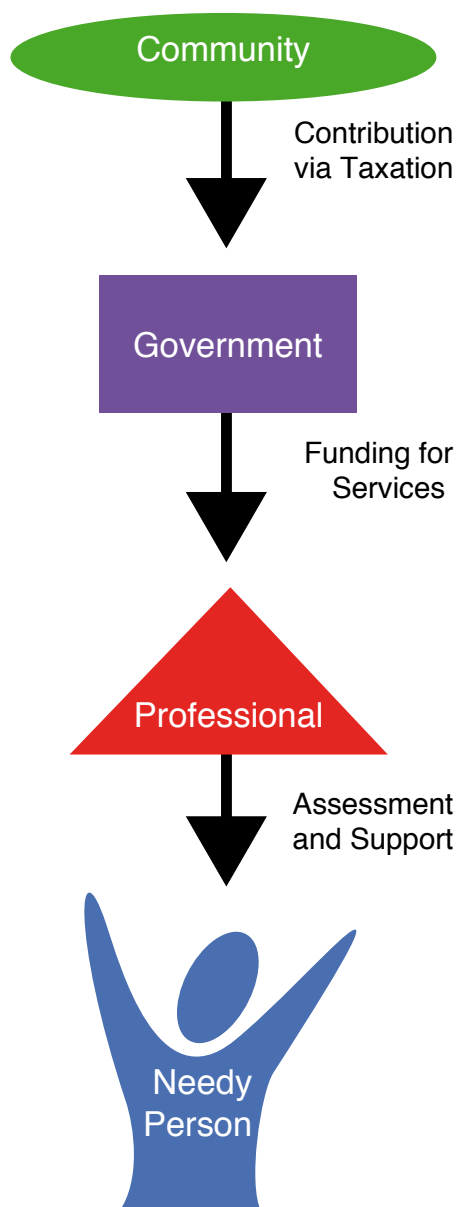 Community
Contribution
via Taxation
Government
Funding for
Services
Professional
Assessment
and Support
Needy
Person